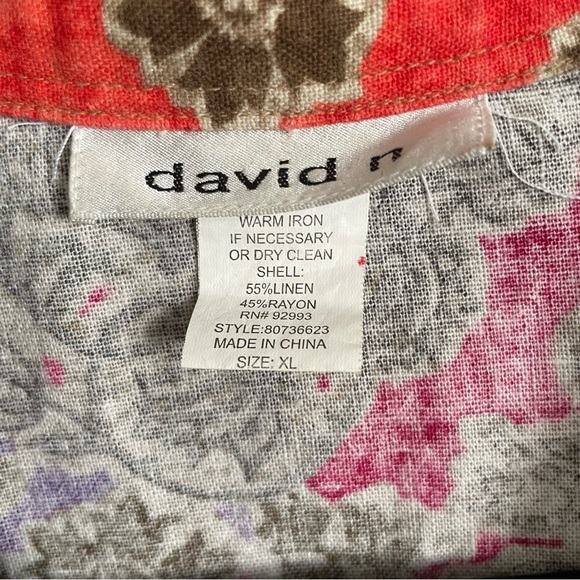 david n
WARM IRON
IF NECESSARY
OR DRY CLEAN
SHELL:
55%LINEN
45%RAYON
RN# 92993
STYLE:80736623
MADE IN CHINA
SIZE: XL